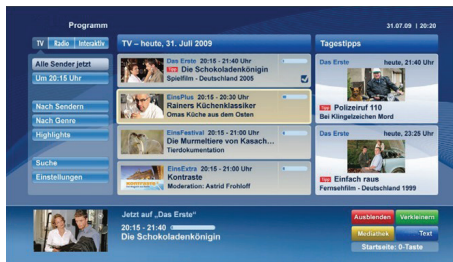 Programm
31.07.09 | 20:20
TV Radio Interaktiv
Alle Sender jetzt
Um 20:15 Uhr
Nach Sendern
Nach Genre
Highlights
Suche
Einstellungen
TV – heute, 31. Juli 2009
Das Erste 20:15 - 21:40 Uhr
Tipp Die Schokoladenkönigin
Spielfilm - Deutschland 2005
EinsPlus 20:15 - 20:30 Uhr
Rainers Küchenklassiker
Omas Küche aus dem Osten
EinsFestival 20:15 - 21:00 Uhr
Die Murmeltiere von Kasach...
Tierdokumentation
EinsExtra 20:15 - 21:00 Uhr
Kontraste
Moderation: Astrid Frohloff
Tagestipps
Das Erste heute, 21:40 Uhr
Tipp Polizeiruf 110
Bei Klingelzeichen Mord
Das Erste heute, 23:25 Uhr
Tipp Einfach raus
Fernsehfilm - Deutschland 1999
Jetzt auf „Das Erste“
20:15 - 21:40
Die Schokoladenkönigin
Ausblenden Verkleinern
Mediathek -Text
Startseite: 0-Taste